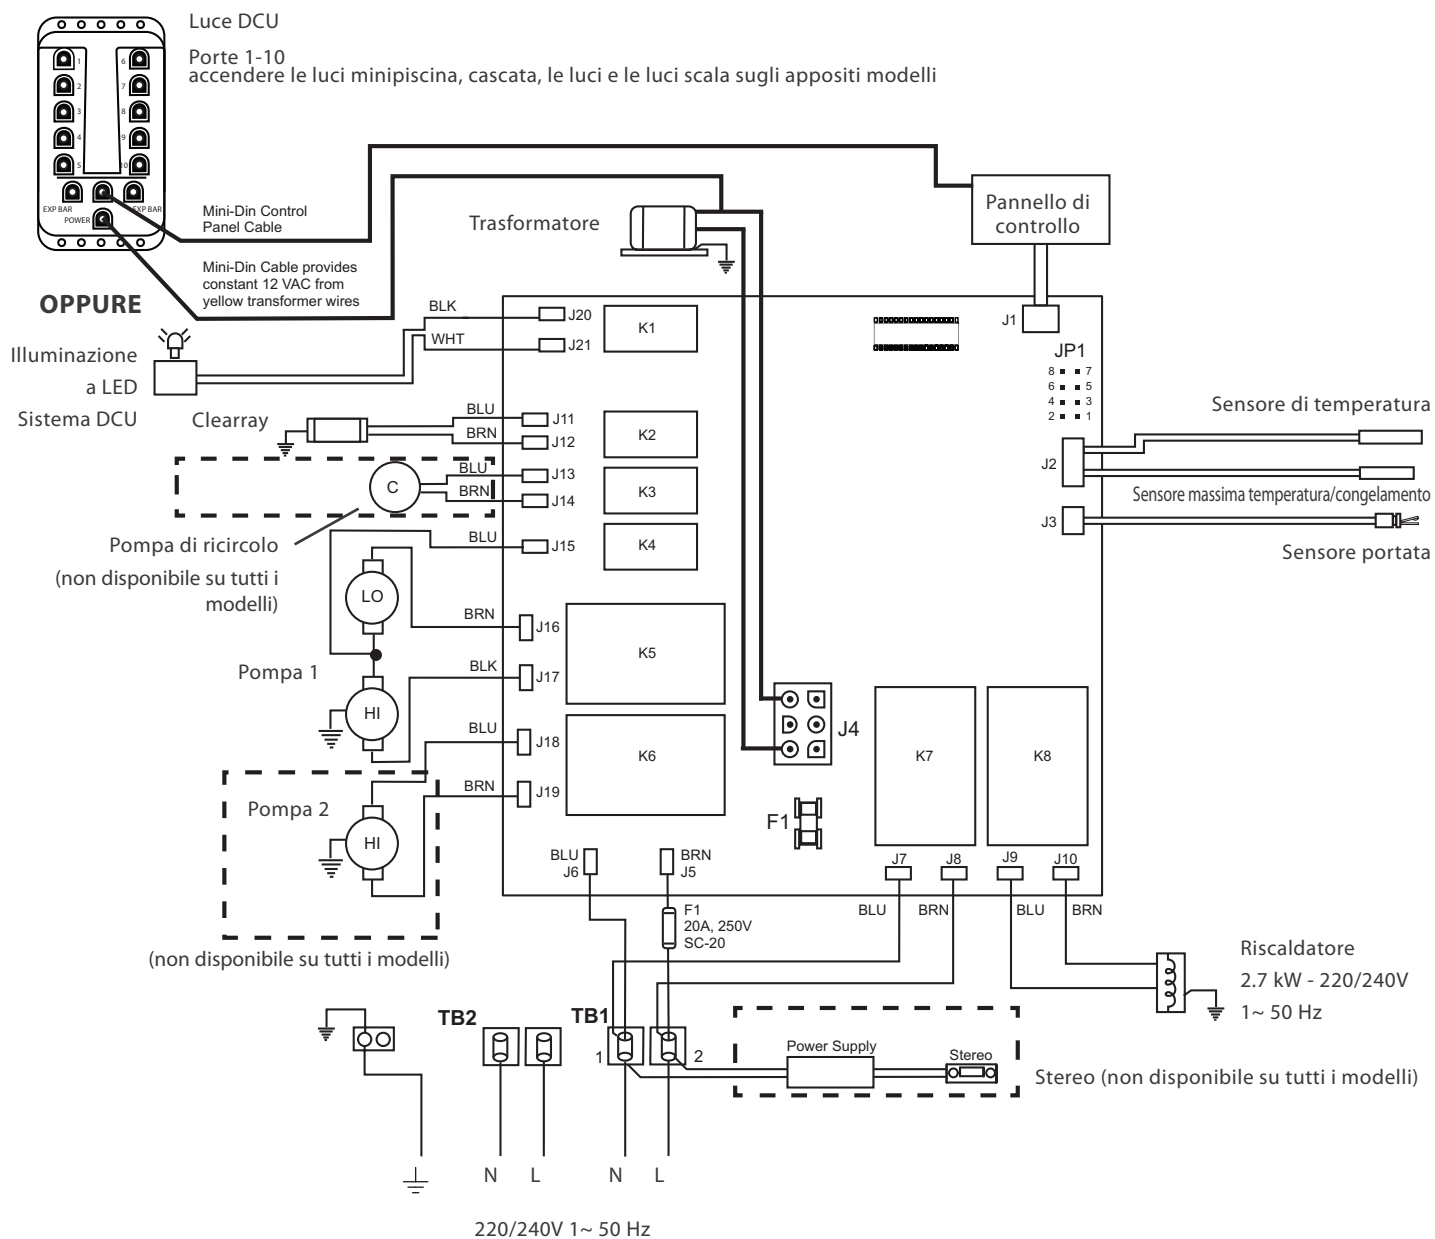 Luce DCU
Porte 1-10
accendere le luci minipiscina, cascata, le luci e le luci scala sugli appositi modelli
1
2
3
4
5
6
7
8
9
10
EXP BAR
EXP BAR
POWER
Mini-Din Control
Panel Cable
Mini-Din Cable provides
constant 12 VAC from
yellow transformer wires
Trasformatore
Pannello di
controllo
OPPURE
Illuminazione
a LED
Sistema DCU
BLK
J20
WHT
J21
K1
J1
JP1
8 7
6 5
4 3
2 1
Clearray
BLU
J11
BRN
J12
K2
BLU
J13
BRN
J14
K3
C
Pompa di ricircolo
(non disponibile su tutti i
modelli)
BLU
J15
K4
J2
Sensore di temperatura
Sensore massima temperatura/congelamento
J3
Sensore portata
LO
BRN
J16
K5
Pompa 1
BLK
J17
HI
BLU
J18
K6
BRN
J19
Pompa 2
HI
(non disponibile su tutti i modelli)
J4
F1
K7
K8
BLU
J6
BRN
J5
J7
J8
J9
J10
BLU
BRN
BLU
BRN
F1
20A, 250V
SC-20
Riscaldatore
2.7 kW - 220/240V
1~ 50 Hz
TB2
TB1
1
2
Power Supply
Stereo
Stereo (non disponibile su tutti i modelli)
N
L
N
L
220/240V 1~ 50 Hz